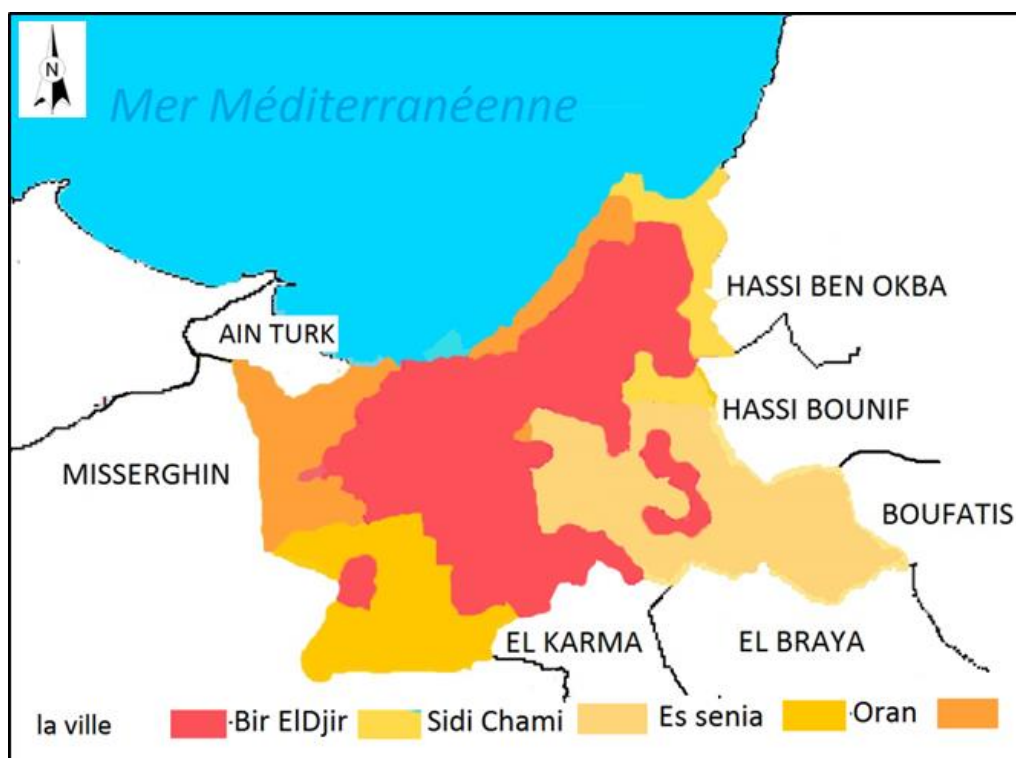 N
Mer Méditerranéenne
HASSI BEN OKBA
AIN TURK
HASSI BOUNIF
MISSERGHIN
BOUFATIS
EL KARMA
EL BRAYA
la ville
Bir ElDjir
Sidi Chami
Es senia
Oran